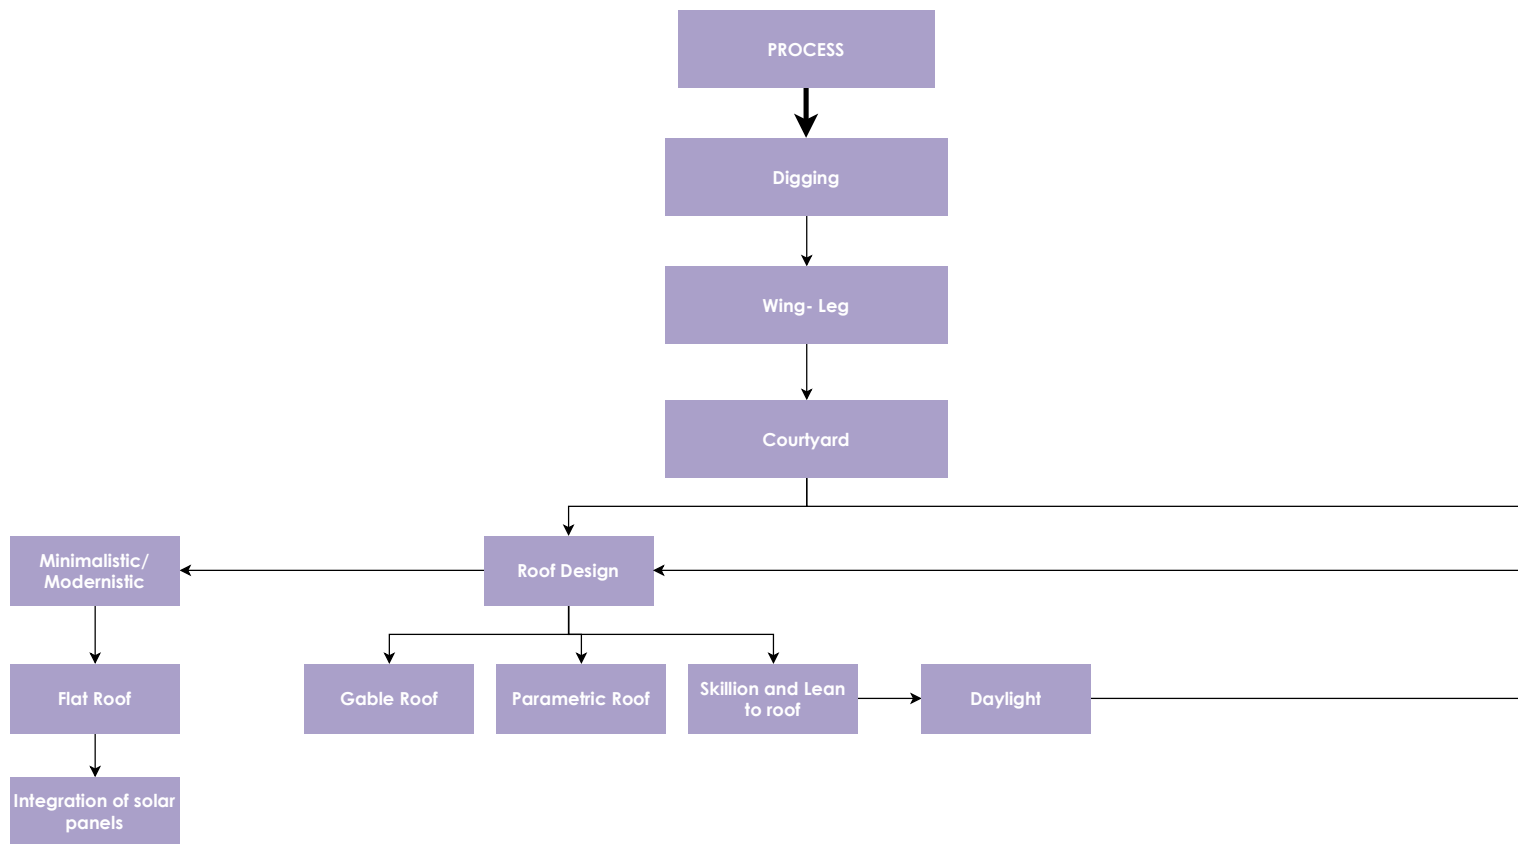 PROCESS
Digging
Wing- Leg
Courtyard
Minimalistic/
Modernistic
Roof Design
Flat Roof
Gable Roof
Parametric Roof
Skillion and Lean
to roof
Daylight
Integration of solar
panels